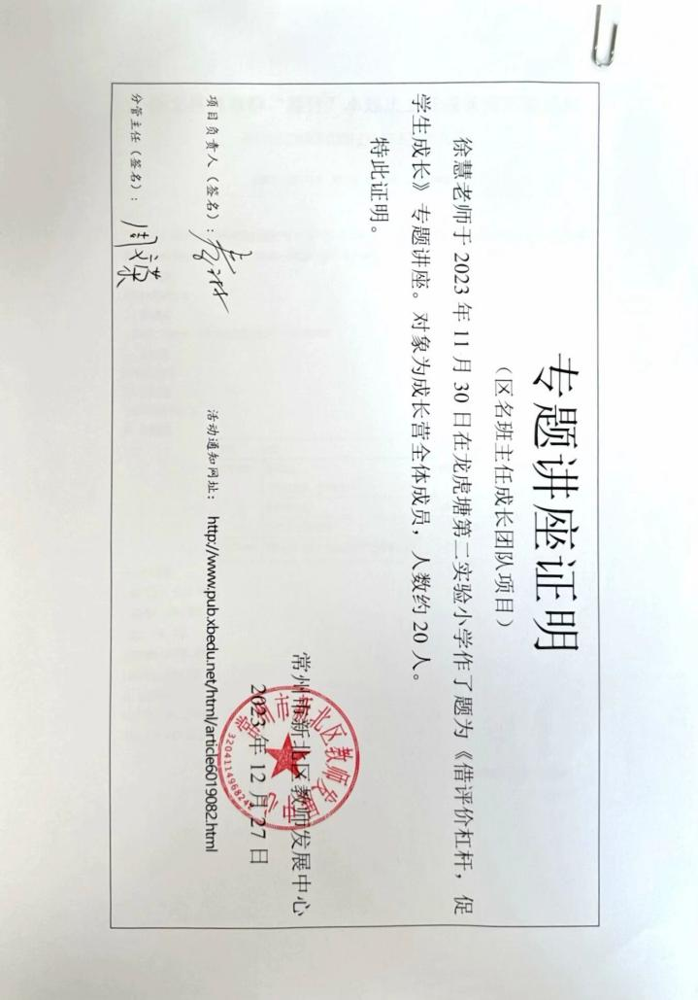 专题讲座证明
（区名班主任成长团队项目）
徐慧老师于 2023 年 11 月 30 日在龙虎塘第二实验小学作了题为《借评价杠杆，促
学生成长》专题讲座。对象为成长营全体成员，人数约 20 人。
特此证明。
常州市新北区教师发展中心
2023 年 12 月 27 日
项目负责人（签名）：
活动通知网址： http://www.pub.xbedu.net/html/article6019082.html
分管主任（签名）：